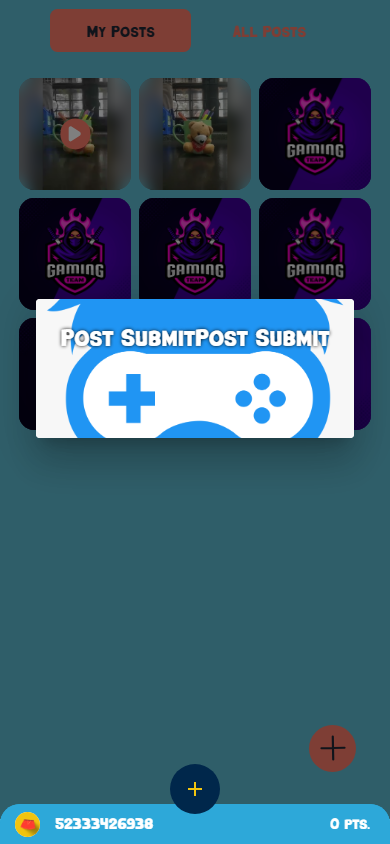 My Posts
All Posts
GAMING
TEAM
GAMING
TEAM
GAMING
TEAM
GAMING
TEAM
Post SubmitPost Submit
52333426938
0 PTS.